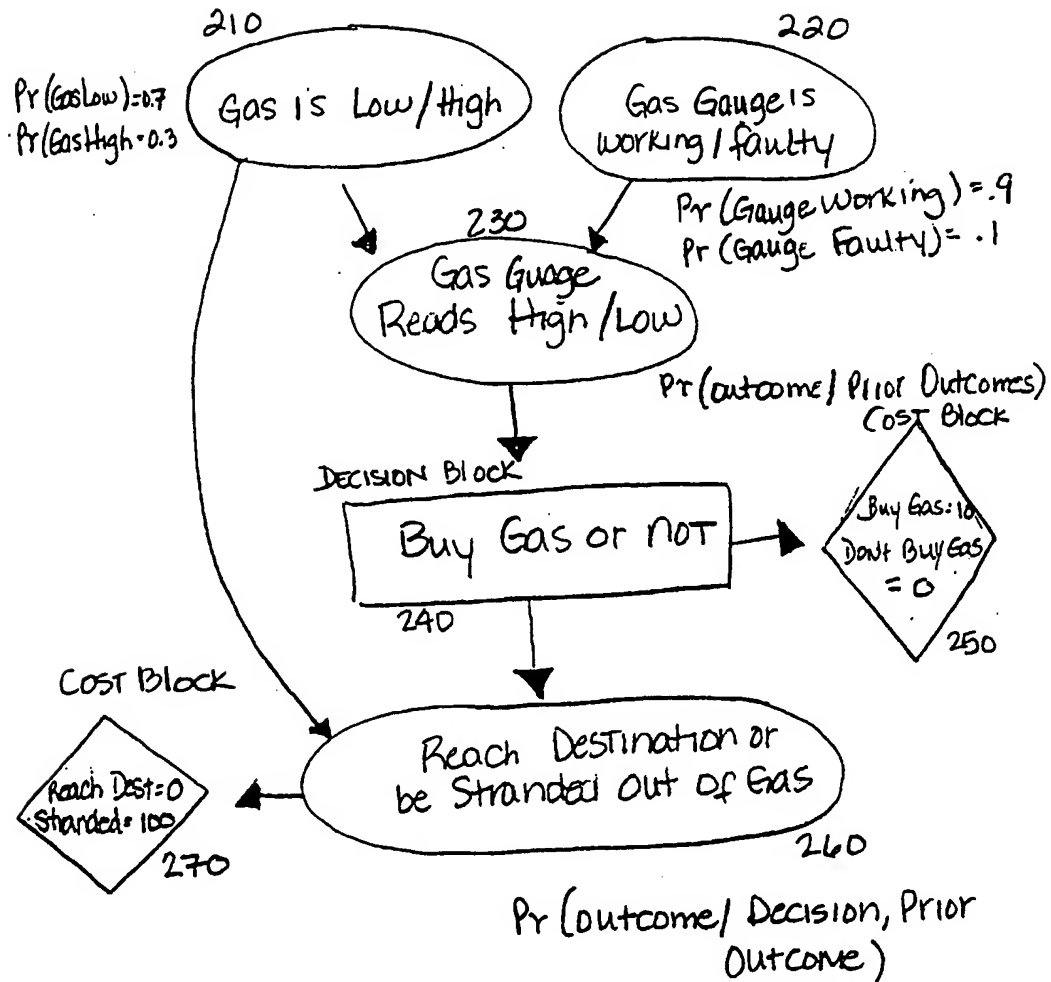 210
220
Pr(GasLow)=0.7
Pr(GasHigh=0.3
Gas is Low/High
Gas Gauge is
working/faulty
Pr(Gauge Working)=.9
Pr(Gauge Faulty)=.1
230
Gas Guage
Reads High/Low
Pr(outcome/Prior Outcomes)
COST Block
DECISION Block
Buy Gas or NOT
240
Buy Gas=10
Don't Buy Gas
=0
250
COST Block
Reach Dest=0
Stranded=100
270
Reach Destination or
be Stranded out of Gas
260
Pr(outcome/Decision, Prior
Outcome)